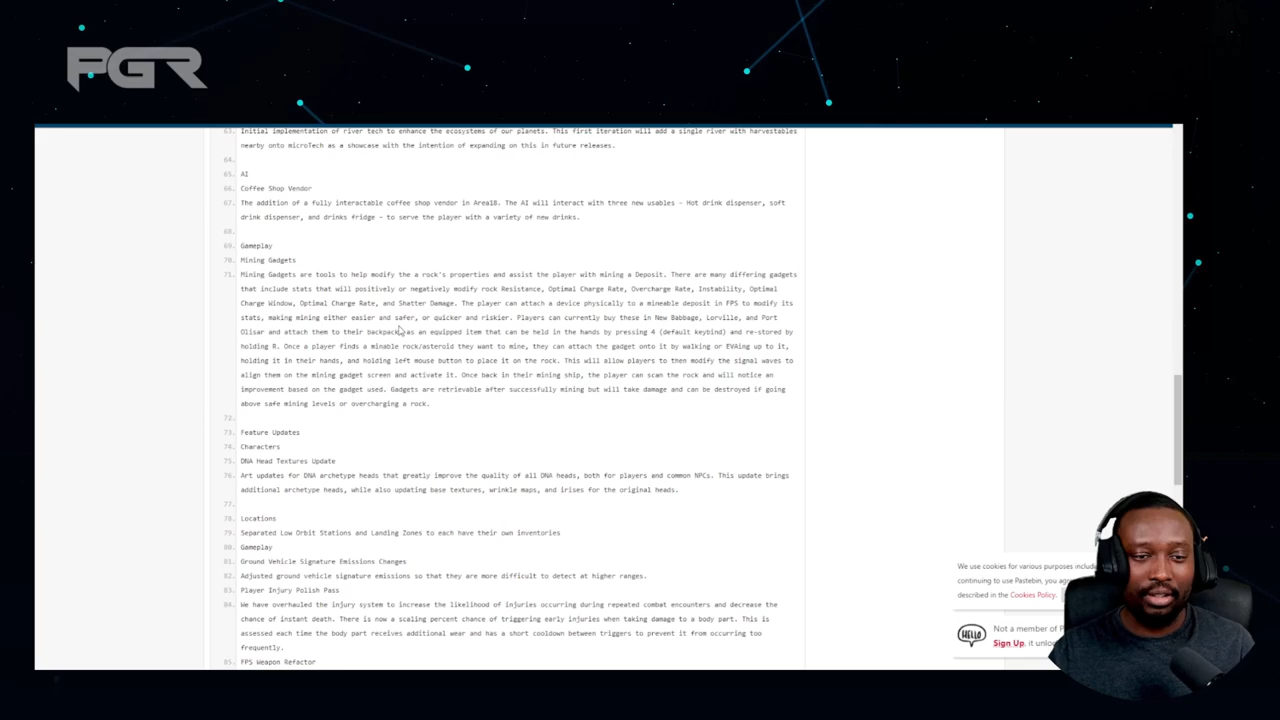 PGR
63. Initial implementation of river tech to enhance the ecosystems of our planets. This first iteration will add a single river with harvestables
nearby onto microTech as a showcase with the intention of expanding on this in future releases.
64.
65. AI
66. Coffee Shop Vendor
67. The addition of a fully interactable coffee shop vendor in Area18. The AI will interact with three new usables - Hot drink dispenser, soft
drink dispenser, and drinks fridge - to serve the player with a variety of new drinks.
68.
69. Gameplay
70. Mining Gadgets
71. Mining Gadgets are tools to help modify the a rock's properties and assist the player with mining a Deposit. There are many differing gadgets
that include stats that will positively or negatively modify rock Resistance, Optimal Charge Rate, Overcharge Rate, Instability, Optimal
Charge Window, Optimal Charge Rate, and Shatter Damage. The player can attach a device physically to a mineable deposit in FPS to modify its
stats, making mining either easier and safer, or quicker and riskier. Players can currently buy these in New Babbage, Lorville, and Port
Olisar and attach them to their backpack as an equipped item that can be held in the hands by pressing 4 (default keybind) and re-stored by
holding R. Once a player finds a minable rock/asteroid they want to mine, they can attach the gadget onto it by walking or EVAing up to it,
holding it in their hands, and holding left mouse button to place it on the rock. This will allow players to then modify the signal waves to
align them on the mining gadget screen and activate it. Once back in their mining ship, the player can scan the rock and will notice an
improvement based on the gadget used. Gadgets are retrievable after successfully mining but will take damage and can be destroyed if going
above safe mining levels or overcharging a rock.
72.
73. Feature Updates
74. Characters
75. DNA Head Textures Update
76. Art updates for DNA archetype heads that greatly improve the quality of all DNA heads, both for players and common NPCs. This update brings
additional archetype heads, while also updating base textures, wrinkle maps, and irises for the original heads.
77.
78. Locations
79. Separated Low Orbit Stations and Landing Zones to each have their own inventories
80. Gameplay
81. Ground Vehicle Signature Emissions Changes
82. Adjusted ground vehicle signature emissions so that they are more difficult to detect at higher ranges.
83. Player Injury Polish Pass
84. We have overhauled the injury system to increase the likelihood of injuries occurring during repeated combat encounters and decrease the
chance of instant death. There is now a scaling percent chance of triggering early injuries when taking damage to a body part. This is
assessed each time the body part receives additional wear and has a short cooldown between triggers to prevent it from occurring too
frequently.
85. FPS Weapon Refactor
We use cookies for various purposes includ
continuing to use Pastebin, you ag
described in the Cookies Policy.
HELLO
Not a member of P
Sign Up, it unlo